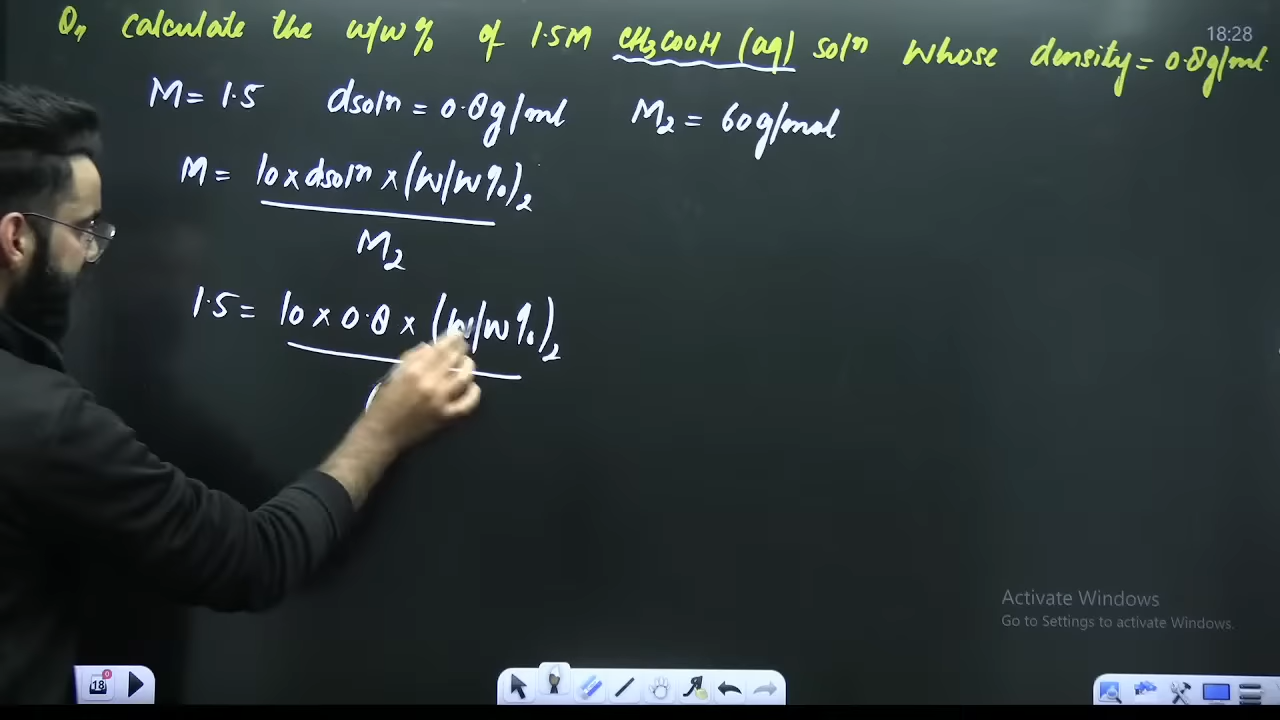 Qn Calculate the w/w% of 1.5M CH3COOH (aq) solⁿ whose density = 0.8g/ml
18:28
M = 1.5 dsolⁿ = 0.8g/ml M₂ = 60g/mol
M = 10 x dsolⁿ x (w/w%)₂
M₂
1.5 = 10 x 0.8 x (w/w%)₂
Activate Windows
Go to Settings to activate Windows.
18